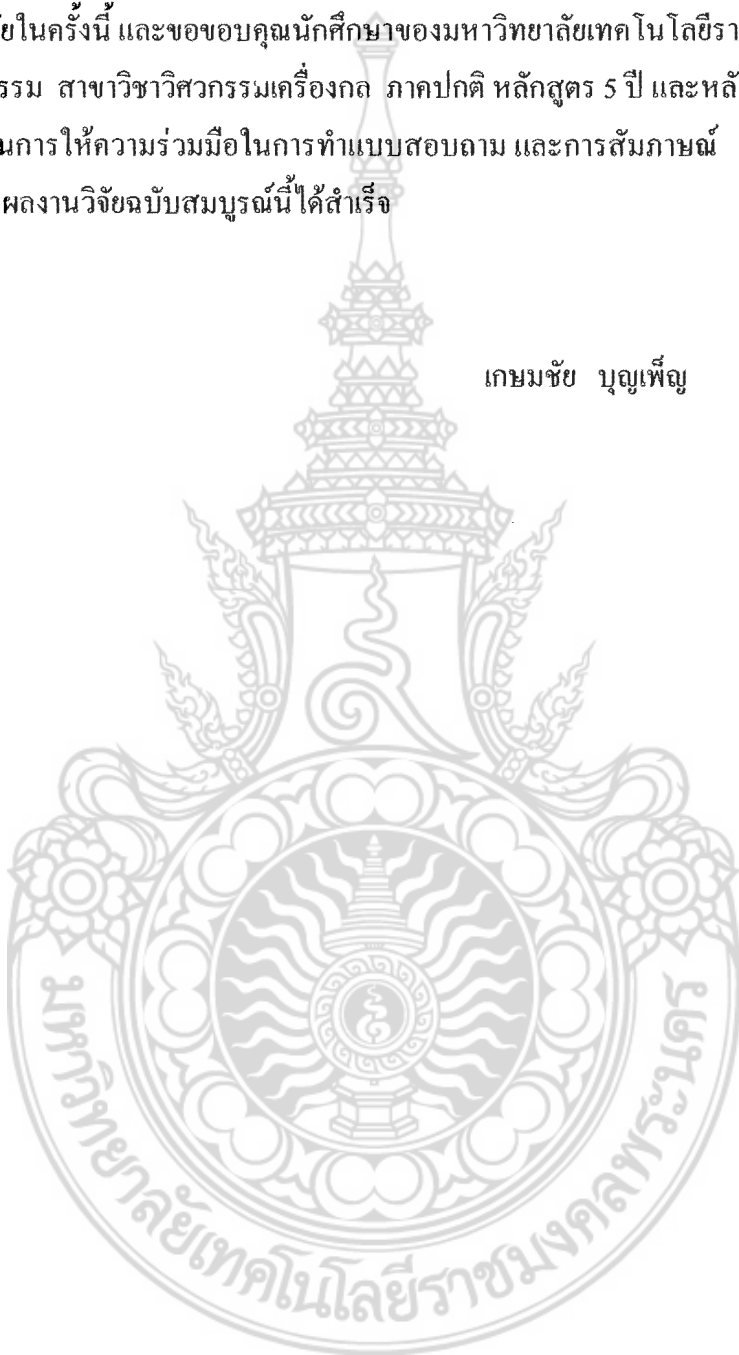 ยในครั้งนี้ และขอขอบคุณนักศึกษาของมหาวิทยาลัยเทคโนโลยีรา
รรม สาขาวิชาวิศวกรรมเครื่องกล ภาคปกติ หลักสูตร 5 ปี และหลั
นการให้ความร่วมมือในการทำแบบสอบถาม และการสัมภาษณ์
ผลงานวิจัยฉบับสมบูรณ์นี้ได้สำเร็จ
เกษมชัย บุญเพ็ญ
มหาวิทยาลัยเทคโนโลยีราชมงคลพระนคร